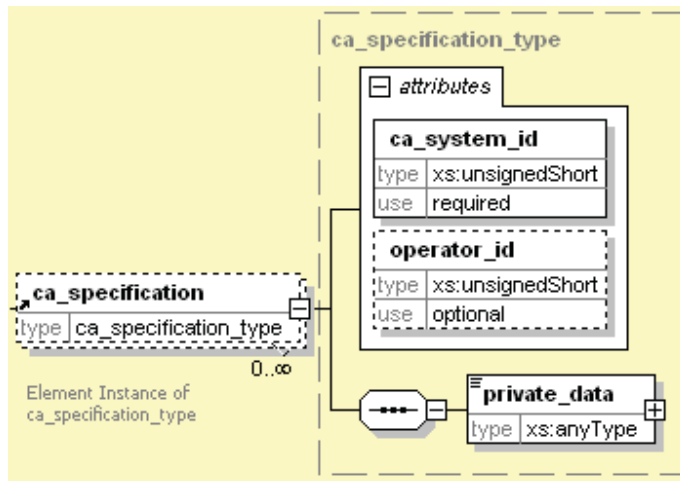 ca_specification_type
attributes
ca_system_id
type xs:unsignedShort
use required
operator_id
type xs:unsignedShort
use optional
ca_specification
type ca_specification_type
0..∞
Element Instance of
ca_specification_type
private_data
type xs:anyType